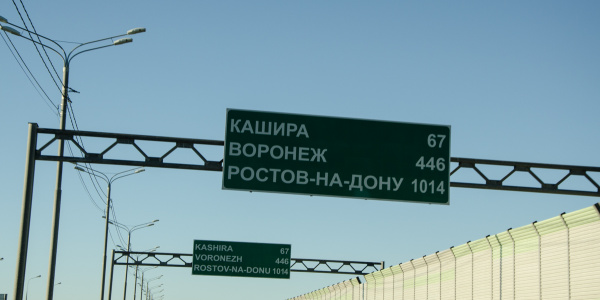 КАШИРА 67
ВОРОНЕЖ 446
РОСТОВ-НА-ДОНУ 1014
KASHIRA 67
VORONEZH 446
ROSTOV-NA-DONU 1014